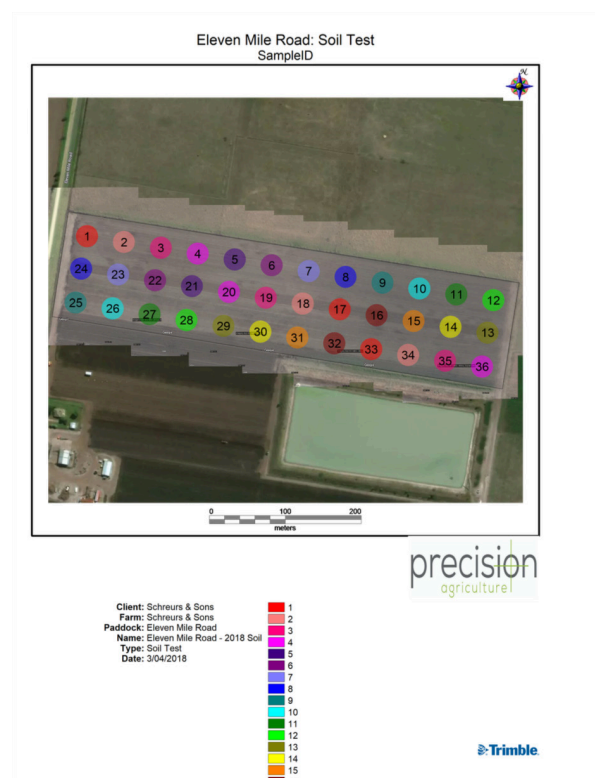 Eleven Mile Road: Soil Test
SampleID
N
1 2 3 4 5 6 7 8 9 10 11 12
24 23 22 21 20 19 18 17 16 15 14 13
25 26 27 28 29 30 31 32 33 34 35 36
0 100 200
meters
precision
agriculture
Client: Schreurs & Sons
Farm: Schreurs & Sons
Paddock: Eleven Mile Road
Name: Eleven Mile Road - 2018 Soil
Type: Soil Test
Date: 3/04/2018
1
2
3
4
5
6
7
8
9
10
11
12
13
14
15
Trimble.